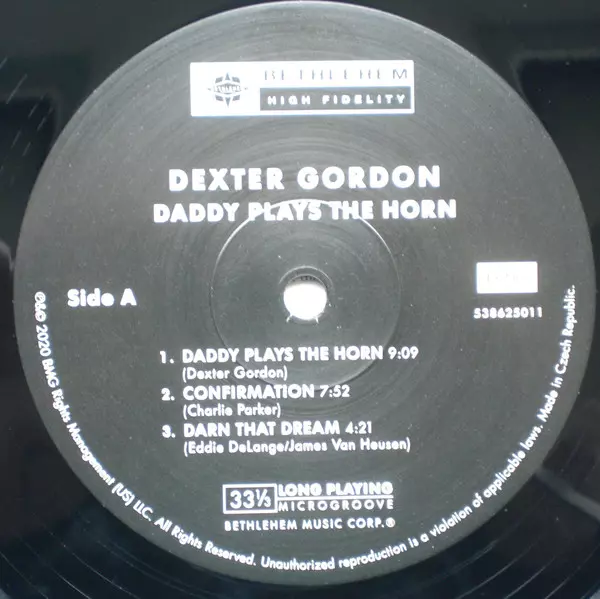 BETHLEHEM
HIGH FIDELITY
DEXTER GORDON
DADDY PLAYS THE HORN
Side A
538625011
1. DADDY PLAYS THE HORN 9:09
(Dexter Gordon)
2. CONFIRMATION 7:52
(Charlie Parker)
3. DARN THAT DREAM 4:21
(Eddie DeLange/James Van Heusen)
33⅓ LONG PLAYING
MICROGROOVE
BETHLEHEM MUSIC CORP.®
℗&© 2020 BMG Rights Management (US) LLC. All Rights Reserved. Unauthorized reproduction is a violation of applicable laws. Made in Czech Republic.